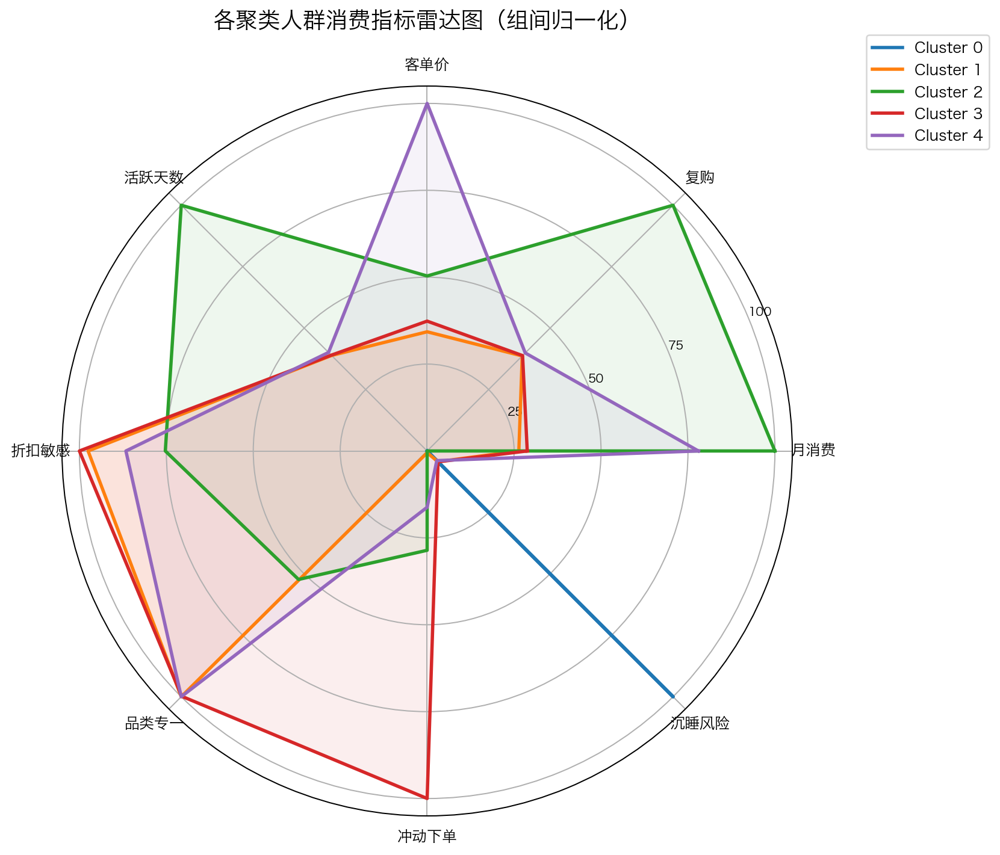 各聚类人群消费指标雷达图（组间归一化）
Cluster 0
Cluster 1
Cluster 2
Cluster 3
Cluster 4
客单价
活跃天数
复购
100
75
50
25
折扣敏感
月消费
品类专一
沉睡风险
冲动下单